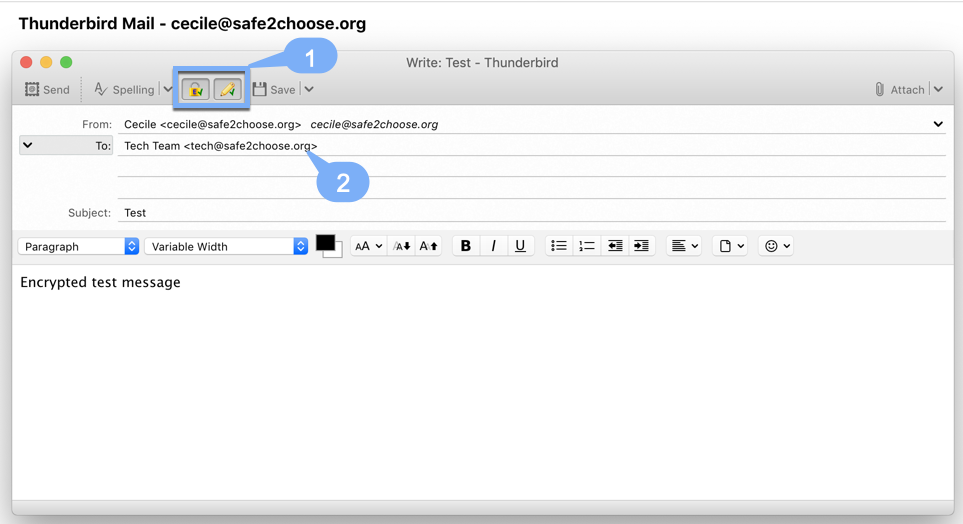 Thunderbird Mail - cecile@safe2choose.org
1
Write: Test - Thunderbird
Send Spelling E Save Attach
From: Cecile <cecile@safe2choose.org> cecile@safe2choose.org
To: Tech Team <tech@safe2choose.org>
2
Subject: Test
Paragraph Variable Width AA A A B I U
Encrypted test message